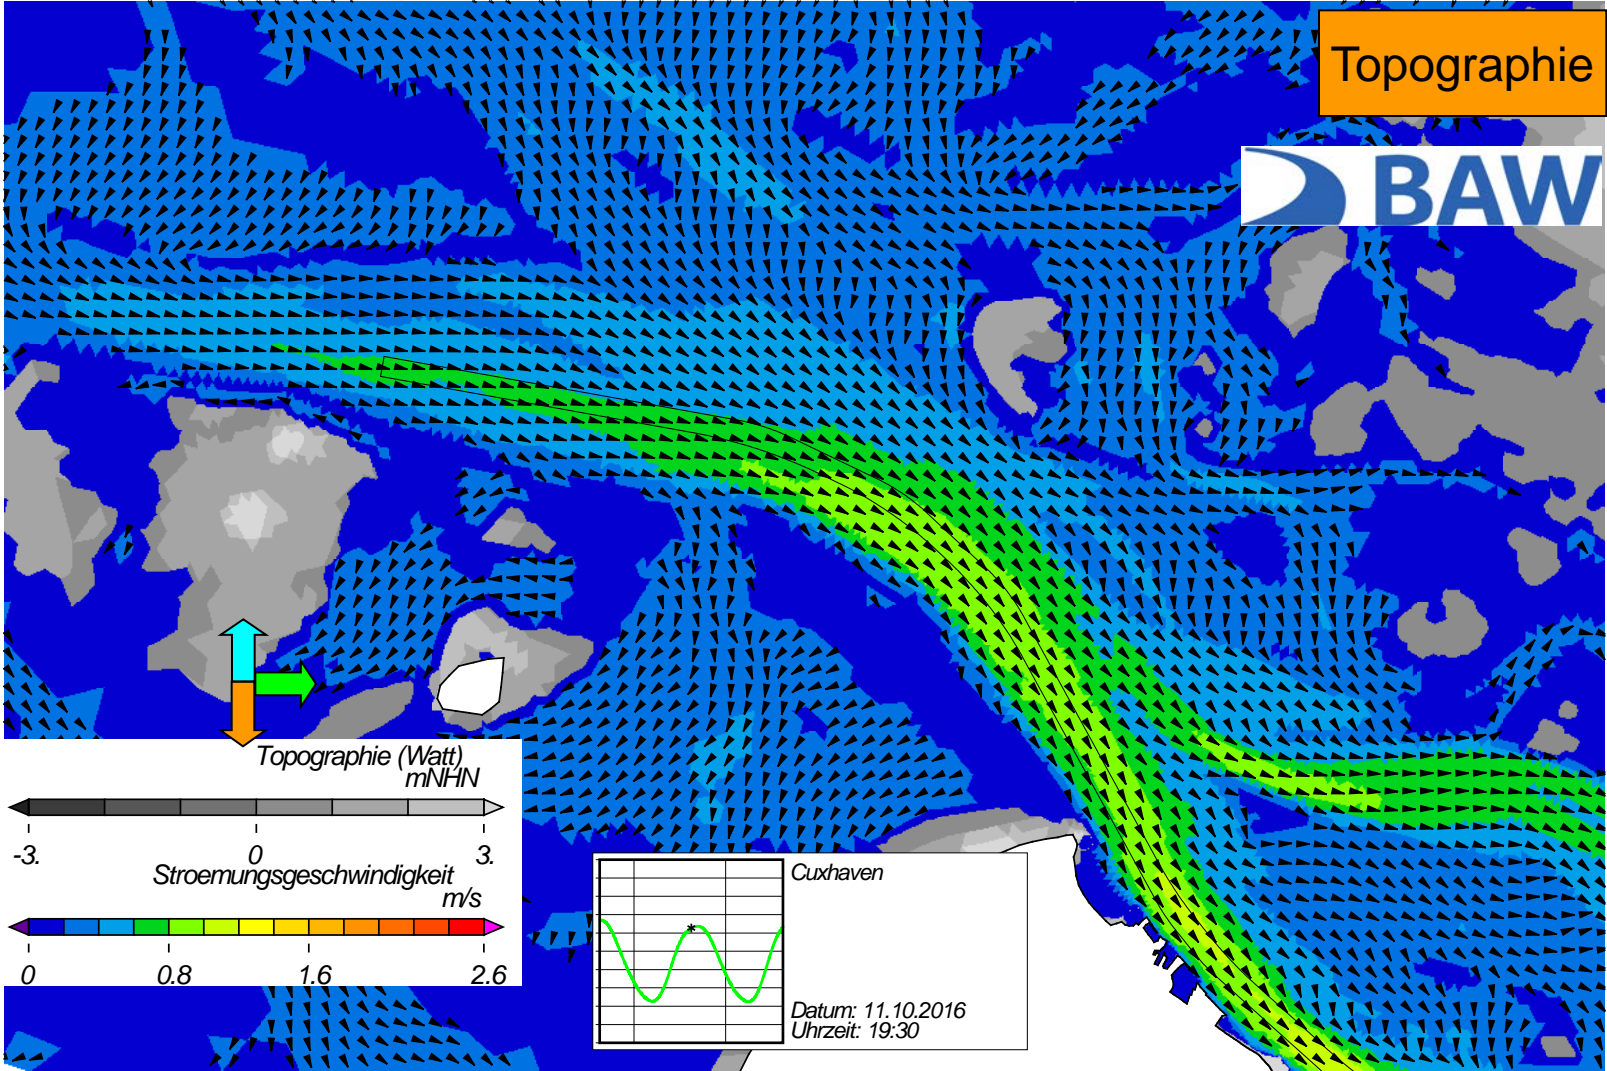 Topographie
BAW
Topographie (Watt)
mNHN
-3. 0 3.
Stroemungsgeschwindigkeit
m/s
0 0.8 1.6 2.6
Cuxhaven
Datum: 11.10.2016
Uhrzeit: 19:30